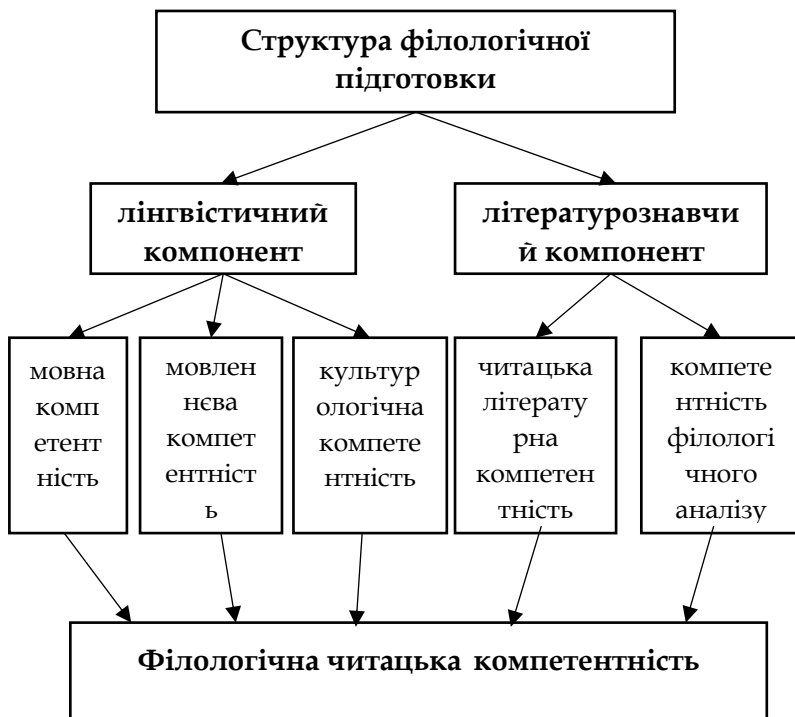 Структура філологічної
підготовки
лінгвістичний
компонент
літературознавчи
й компонент
мовна
комп
етент
ність
мовлен
нєва
компет
ентніст
ь
культур
ологічна
компете
нтність
читацька
літерату
рна
компетен
тність
компете
нтність
філологі
чного
аналізу
Філологічна читацька компетентність